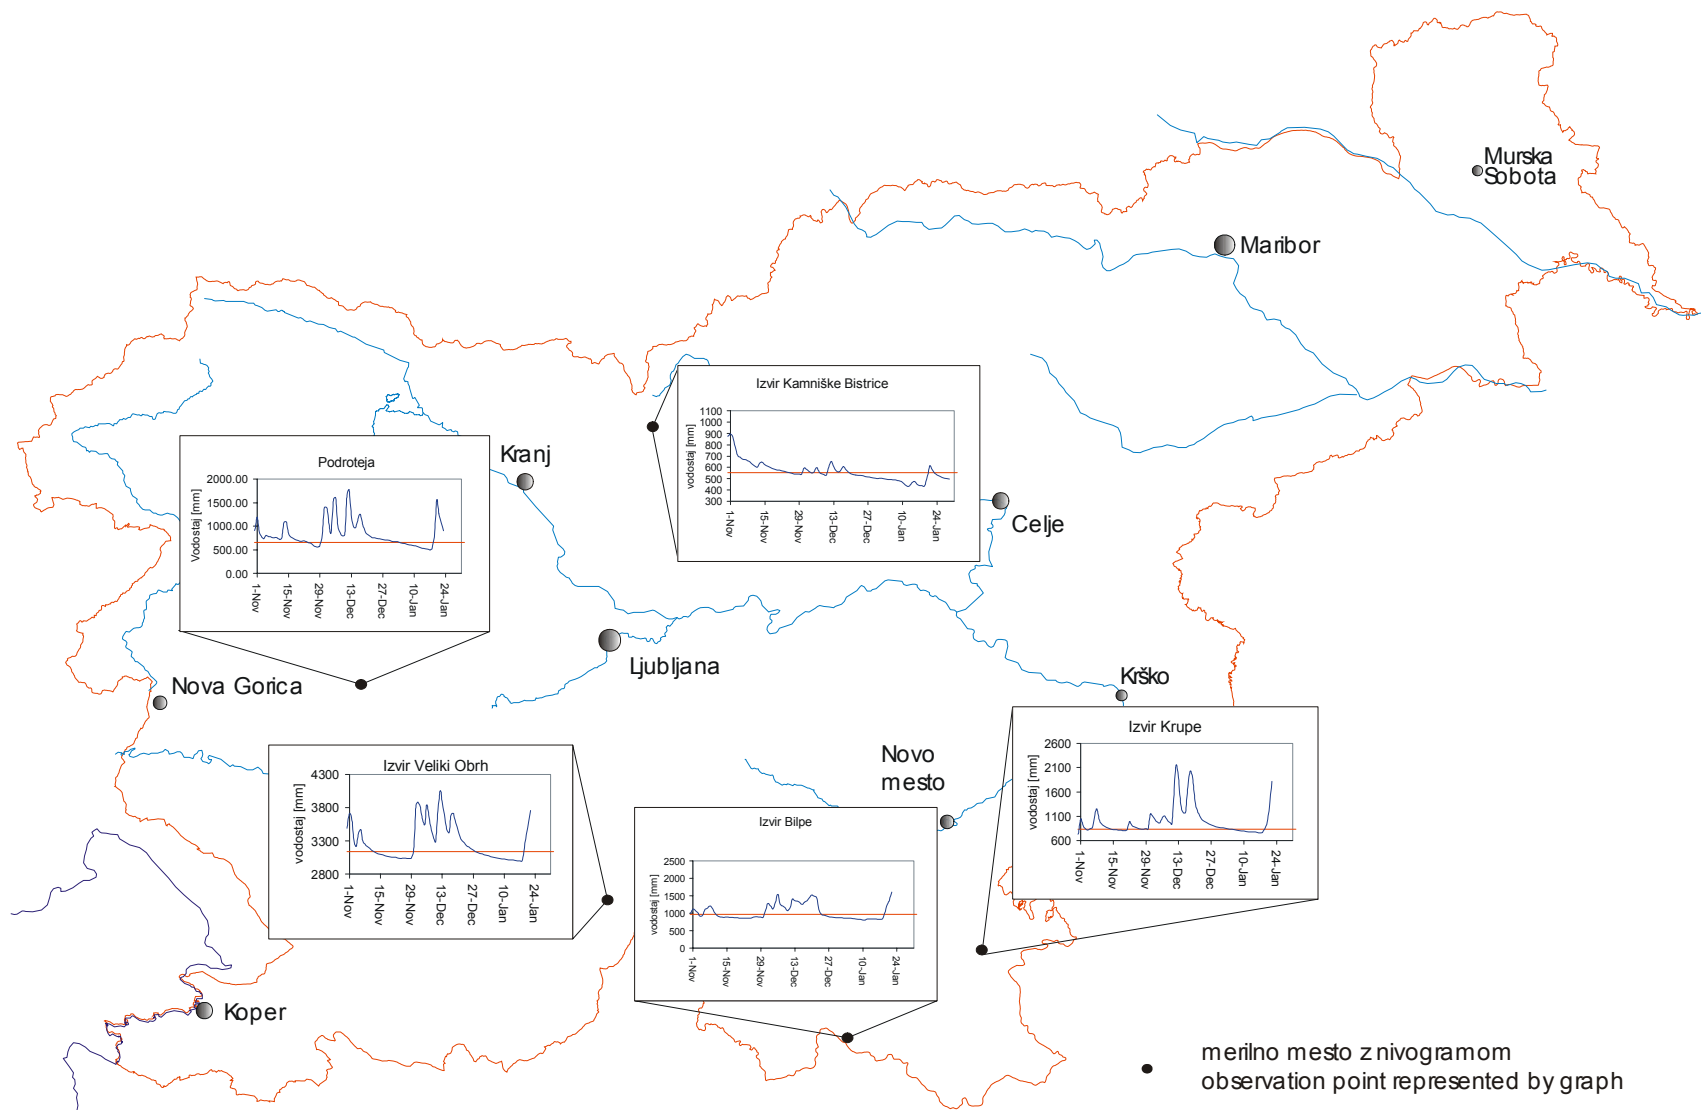 Murska
Sobota
Maribor
Izvir Kamniške Bistrice
vodostaj [mm]
1100
1000
900
800
700
600
500
400
300
1-Nov
15-Nov
29-Nov
13-Dec
27-Dec
10-Jan
24-Jan
Kranj
Podroteja
Vodostaj [mm]
2000.00
1500.00
1000.00
500.00
0.00
1-Nov
15-Nov
29-Nov
13-Dec
27-Dec
10-Jan
24-Jan
Celje
Ljubljana
Nova Gorica
Krško
Izvir Krupe
vodostaj [mm]
2600
2100
1600
1100
600
1-Nov
15-Nov
29-Nov
13-Dec
27-Dec
10-Jan
24-Jan
Novo
mesto
Izvir Veliki Obrh
vodostaj [mm]
4300
3800
3300
2800
1-Nov
15-Nov
29-Nov
13-Dec
27-Dec
10-Jan
24-Jan
Izvir Bilpe
vodostaj [mm]
2500
2000
1500
1000
500
0
1-Nov
15-Nov
29-Nov
13-Dec
27-Dec
10-Jan
24-Jan
Koper
merilno mesto z nivogramom
observation point represented by graph